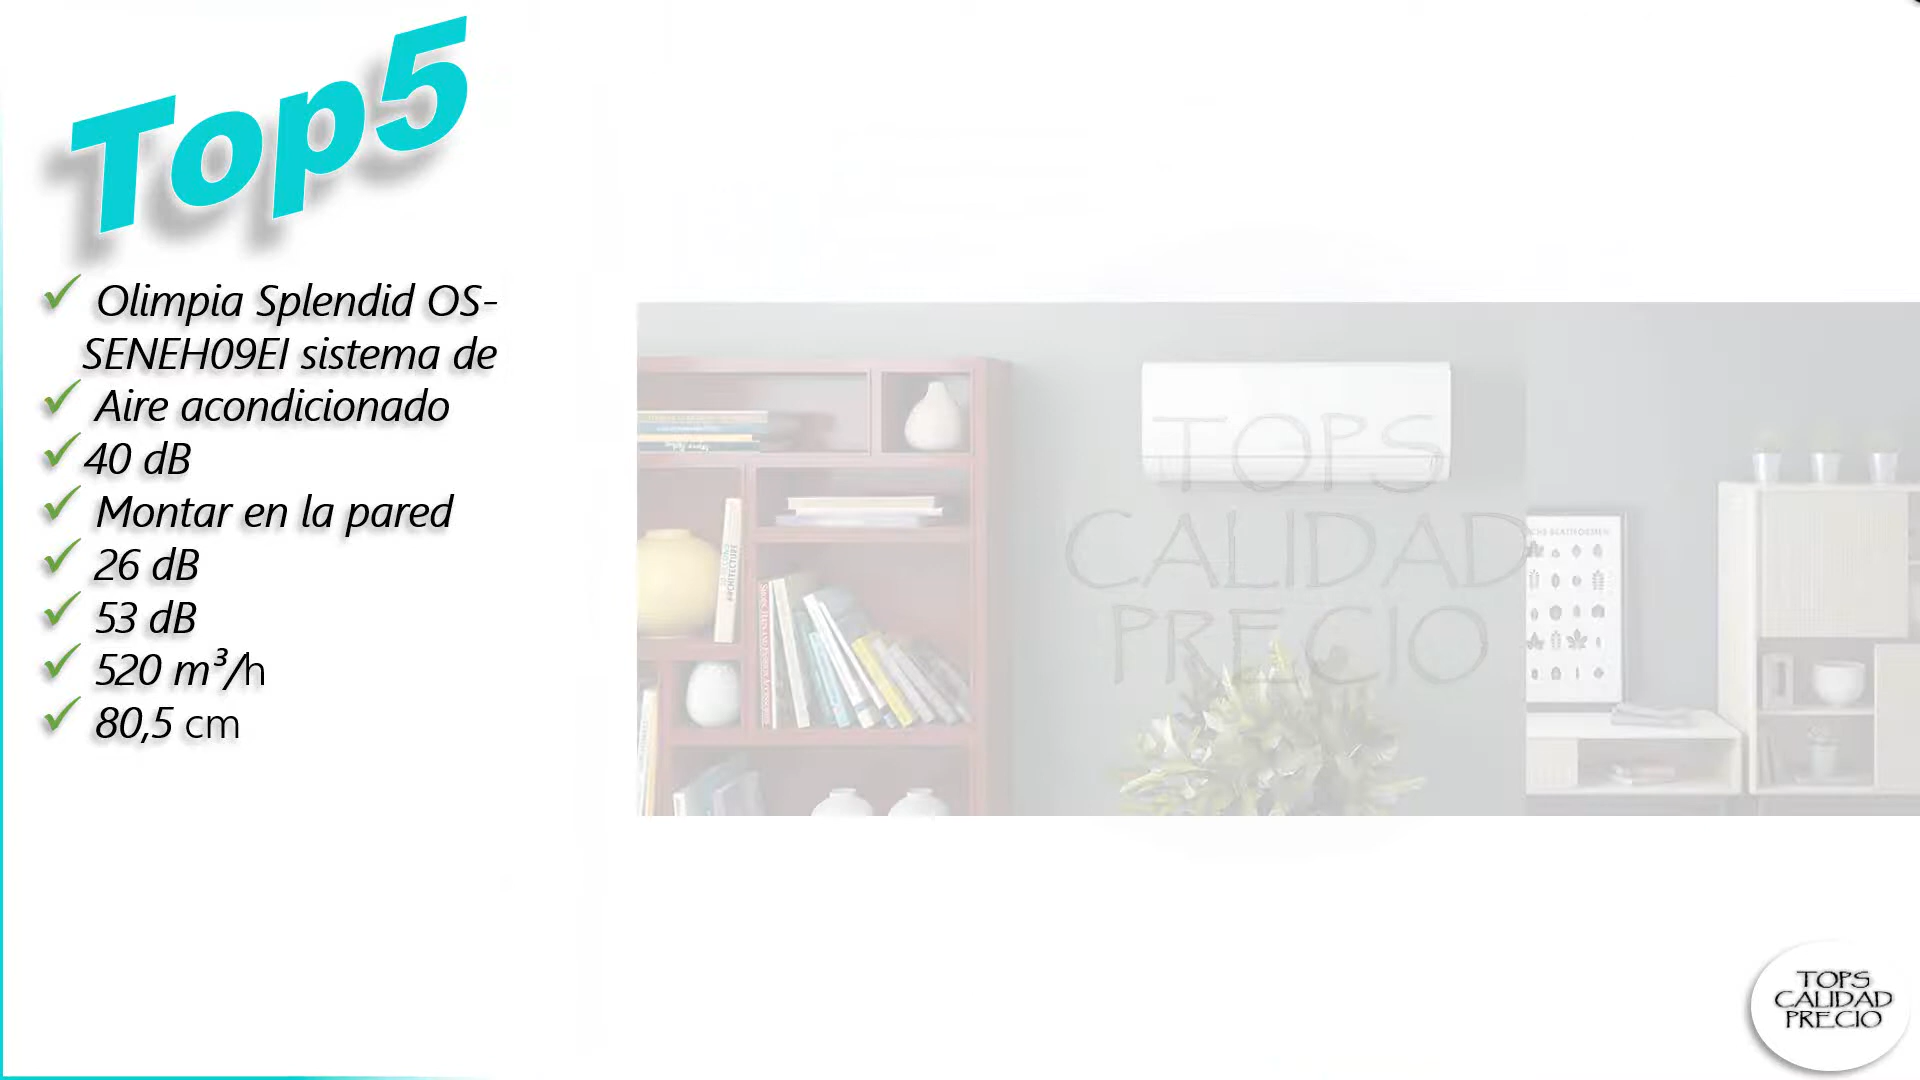 Top5
✓ Olimpia Splendid OS-
SENEH09EI sistema de
✓ Aire acondicionado
✓ 40 dB
✓ Montar en la pared
✓ 26 dB
✓ 53 dB
✓ 520 m³/h
✓ 80,5 cm
TOPS
CALIDAD
PRECIO
TOPS
CALIDAD
PRECIO